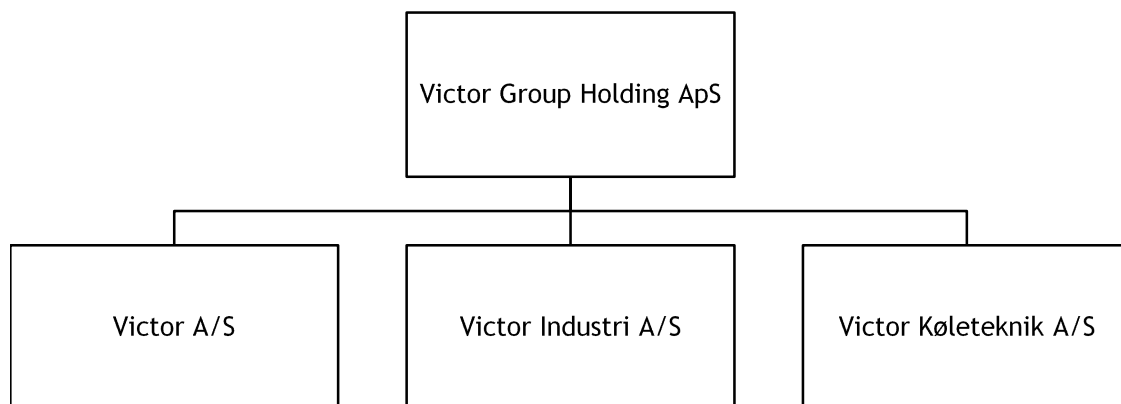 Victor Group Holding ApS
Victor A/S
Victor Industri A/S
Victor Køleteknik A/S